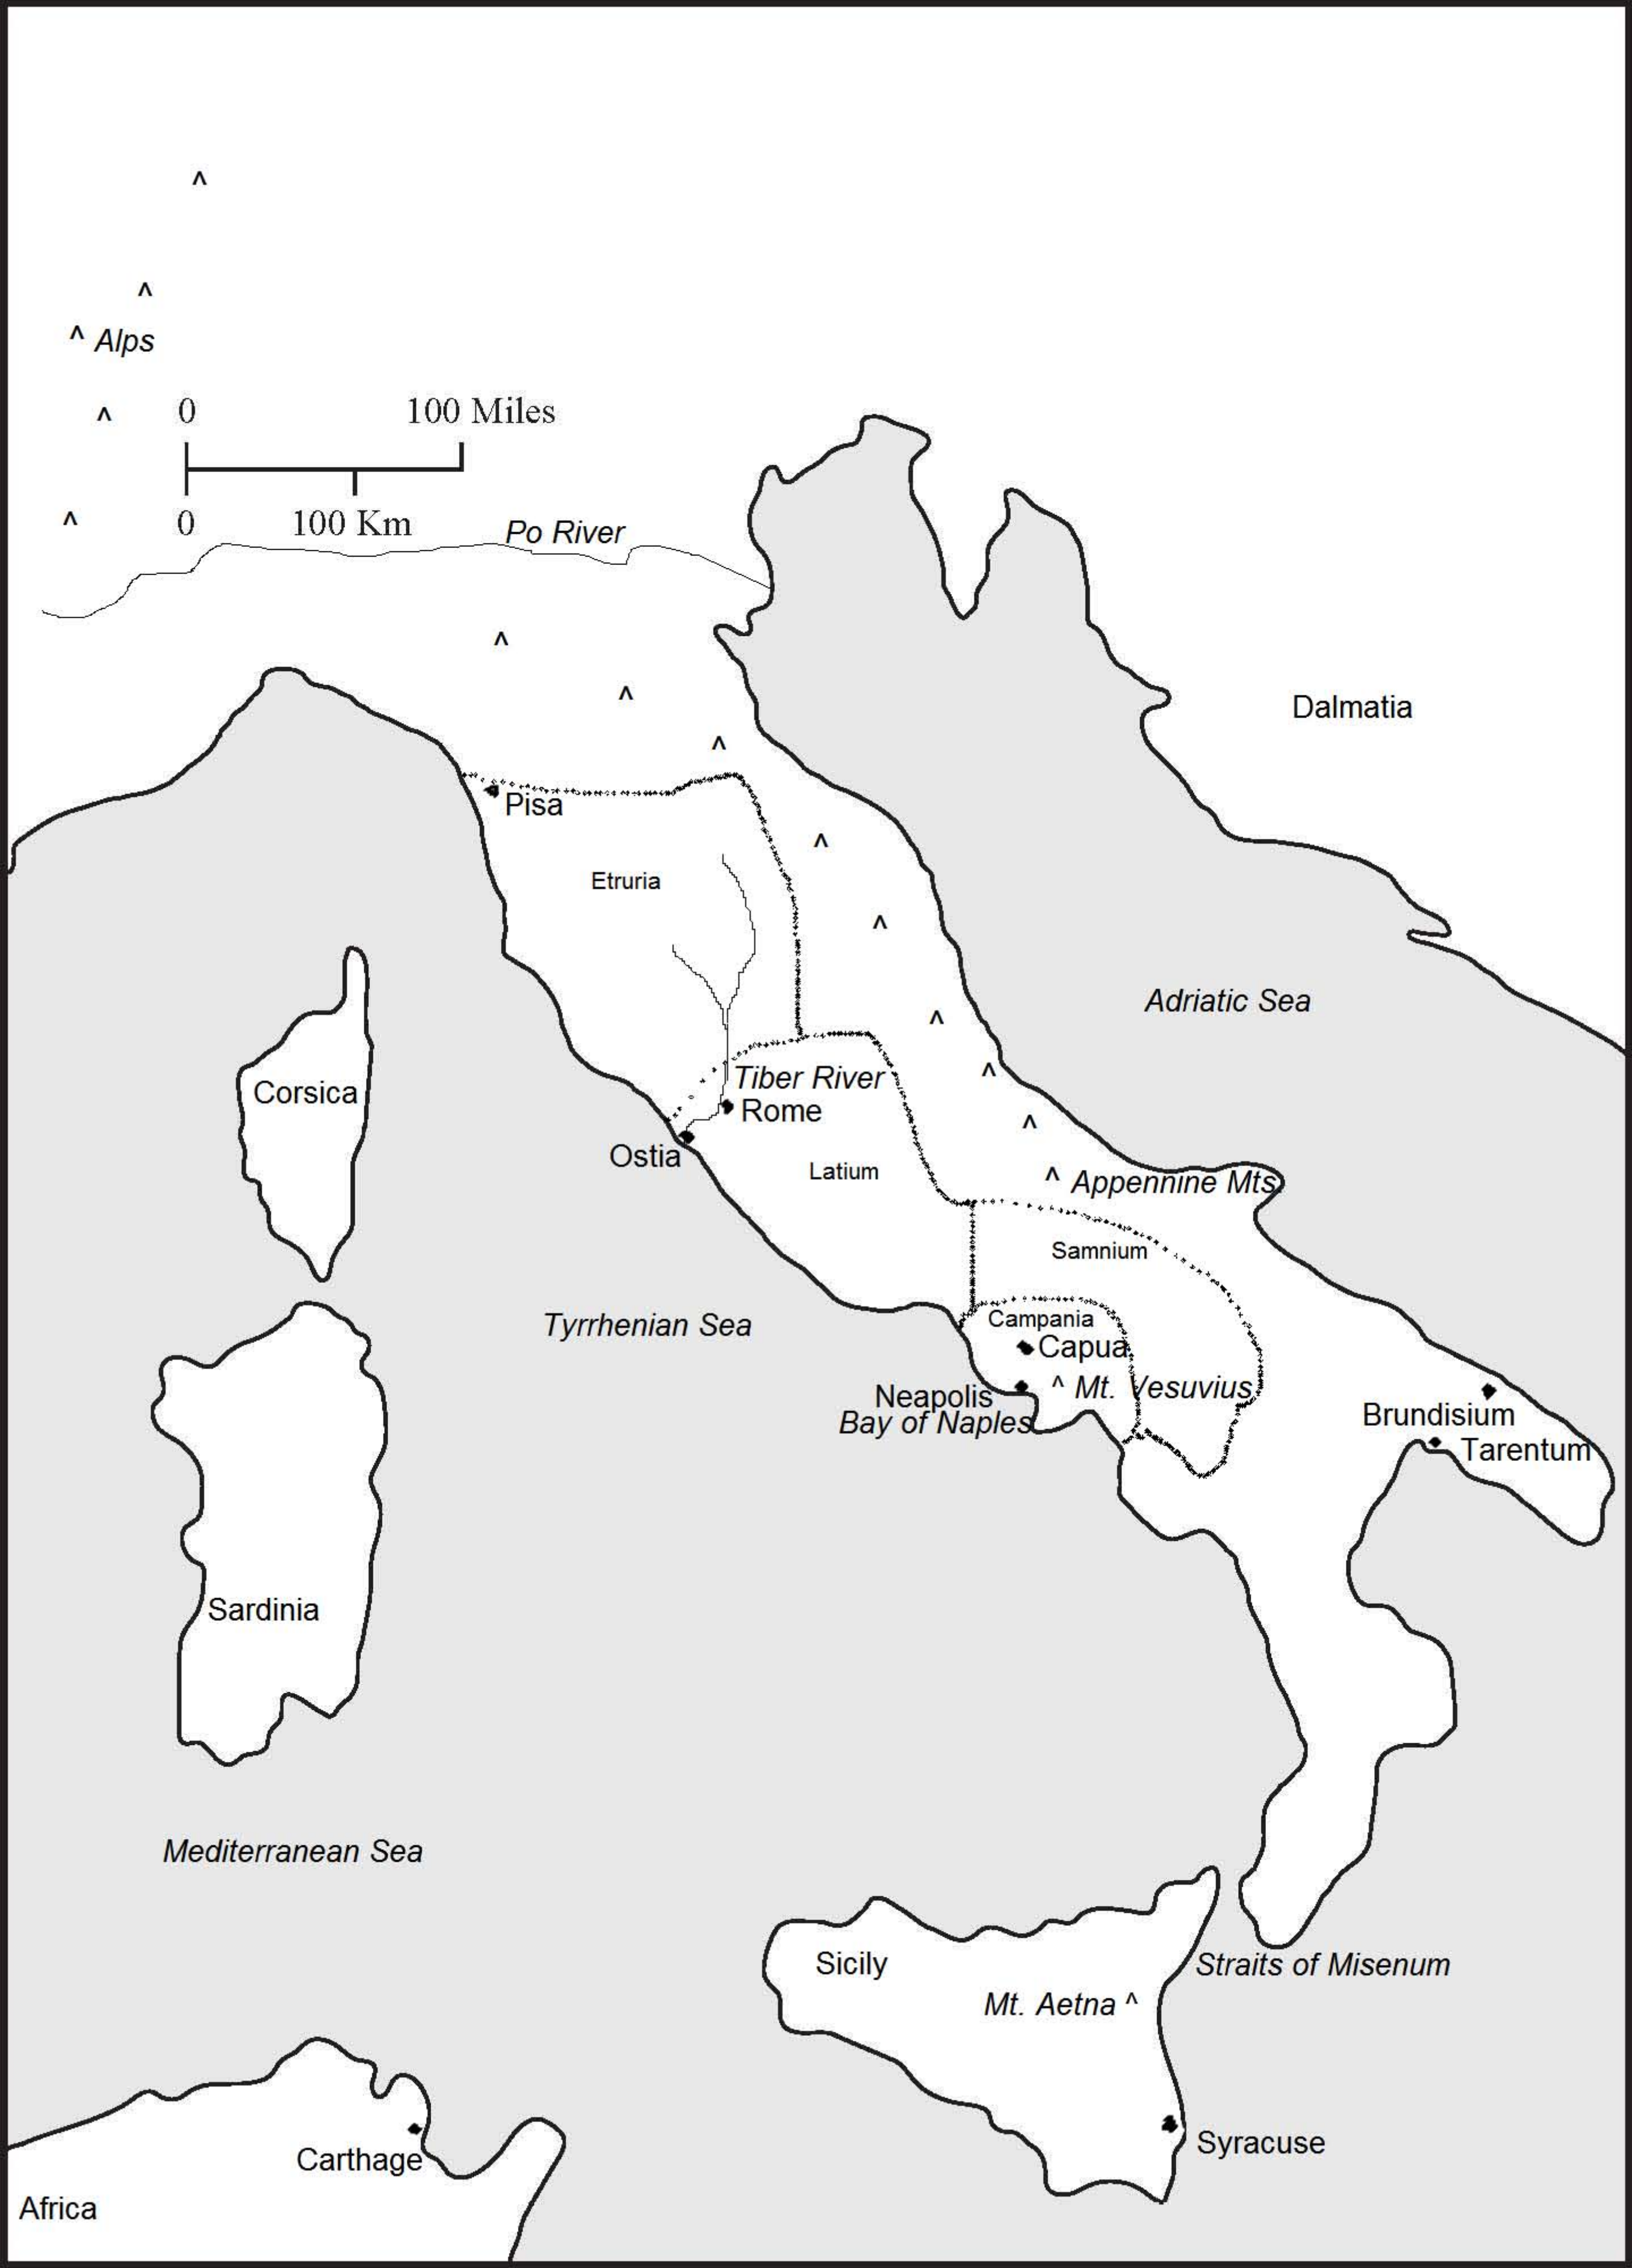 Alps
0 100 Miles
0 100 Km
Po River
Dalmatia
Pisa
Etruria
Adriatic Sea
Corsica
Tiber River
Rome
Ostia
Latium
Appennine Mts.
Samnium
Tyrrhenian Sea
Campania
Capua
Mt. Vesuvius
Neapolis
Bay of Naples
Brundisium
Tarentum
Sardinia
Mediterranean Sea
Sicily
Straits of Misenum
Mt. Aetna
Syracuse
Carthage
Africa